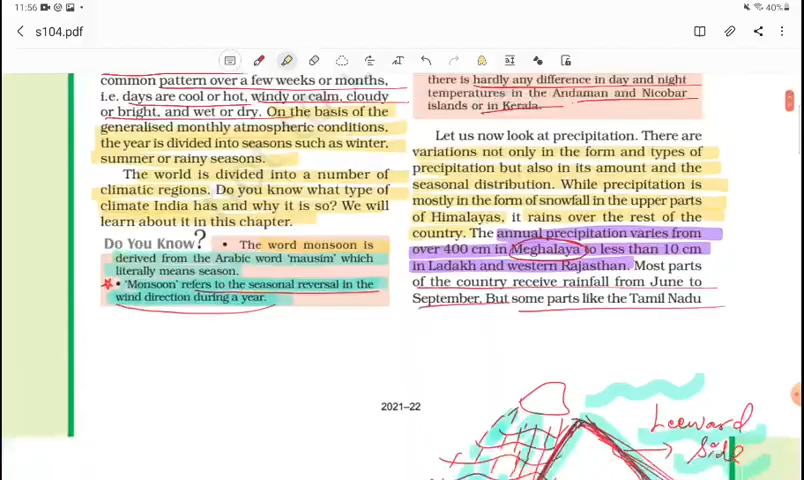 11:56
40%
s104.pdf
common pattern over a few weeks or months,
i.e. days are cool or hot, windy or calm, cloudy
or bright, and wet or dry. On the basis of the
generalised monthly atmospheric conditions,
the year is divided into seasons such as winter,
summer or rainy seasons.
The world is divided into a number of
climatic regions. Do you know what type of
climate India has and why it is so? We will
learn about it in this chapter.
Do You Know?
• The word monsoon is
derived from the Arabic word ‘mausin’ which
literally means season.
• ‘Monsoon’ refers to the seasonal reversal in the
wind direction during a year.
there is hardly any difference in day and night
temperatures in the Andaman and Nicobar
islands or in Kerala.
Let us now look at precipitation. There are
variations not only in the form and types of
precipitation but also in its amount and the
seasonal distribution. While precipitation is
mostly in the form of snowfall in the upper parts
of Himalayas, it rains over the rest of the
country. The annual precipitation varies from
over 400 cm in Meghalaya to less than 10 cm
in Ladakh and western Rajasthan. Most parts
of the country receive rainfall from June to
September. But some parts like the Tamil Nadu
2021–22
Leeward
side